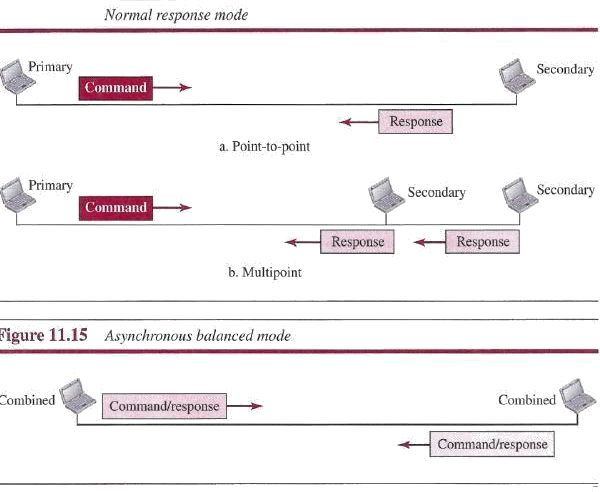 Normal response mode
Primary
Secondary
Command
Response
a. Point-to-point
Primary
Secondary
Secondary
Command
Response
Response
b. Multipoint
Figure 11.15 Asynchronous balanced mode
Combined
Combined
Command/response
Command/response